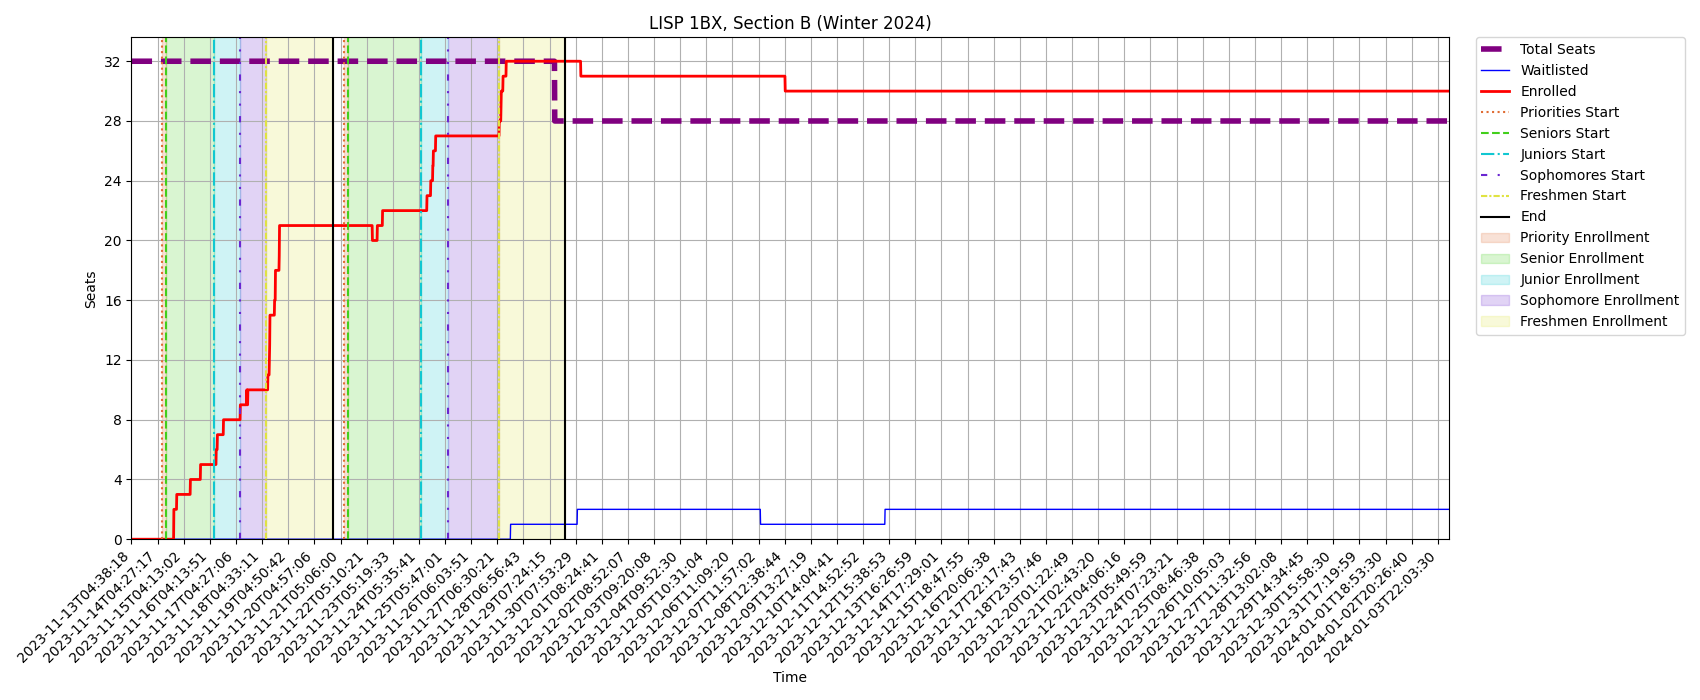 LISP 1BX, Section B (Winter 2024)
32
28
24
20
16
12
8
4
0
Seats
2023-11-13T04:38:18
2023-11-14T04:27:17
2023-11-15T04:13:02
2023-11-16T04:13:51
2023-11-17T04:27:06
2023-11-18T04:33:11
2023-11-19T04:50:42
2023-11-20T04:57:06
2023-11-21T05:06:00
2023-11-22T05:10:21
2023-11-23T05:19:33
2023-11-24T05:35:41
2023-11-25T05:47:01
2023-11-26T06:03:51
2023-11-27T06:30:21
2023-11-28T06:56:43
2023-11-29T07:24:15
2023-11-30T07:53:29
2023-12-01T08:24:41
2023-12-02T08:52:07
2023-12-03T09:20:08
2023-12-04T09:52:30
2023-12-05T10:31:04
2023-12-06T11:09:20
2023-12-07T11:57:02
2023-12-08T12:38:44
2023-12-09T13:27:19
2023-12-10T14:04:41
2023-12-11T14:52:52
2023-12-12T15:38:53
2023-12-13T16:26:59
2023-12-14T17:29:01
2023-12-15T18:47:55
2023-12-16T20:06:38
2023-12-17T22:17:43
2023-12-18T23:57:46
2023-12-20T01:22:49
2023-12-21T02:43:20
2023-12-22T04:06:16
2023-12-23T05:49:59
2023-12-24T07:23:21
2023-12-25T08:46:38
2023-12-26T10:05:03
2023-12-27T11:32:56
2023-12-28T13:02:08
2023-12-29T14:34:45
2023-12-30T15:58:30
2023-12-31T17:19:59
2024-01-01T18:53:30
2024-01-02T20:26:40
2024-01-03T22:03:30
Time
Total Seats
Waitlisted
Enrolled
Priorities Start
Seniors Start
Juniors Start
Sophomores Start
Freshmen Start
End
Priority Enrollment
Senior Enrollment
Junior Enrollment
Sophomore Enrollment
Freshmen Enrollment